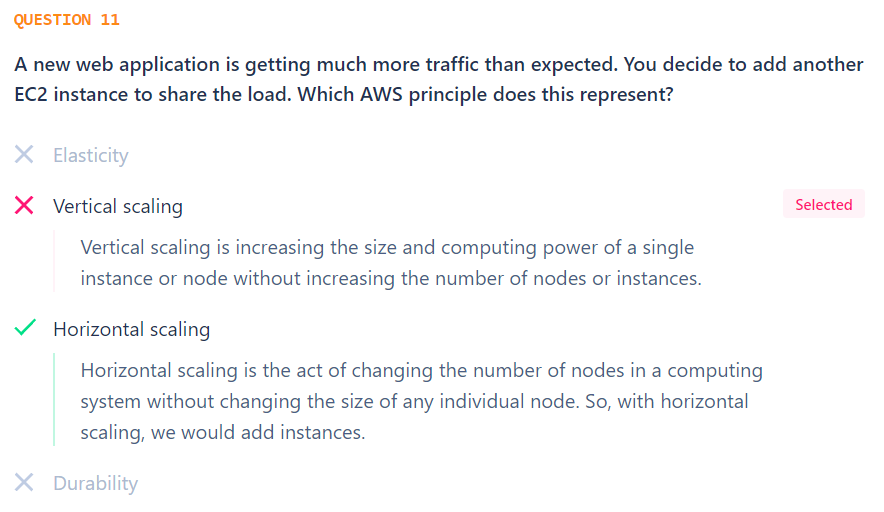 QUESTION 11
A new web application is getting much more traffic than expected. You decide to add another
EC2 instance to share the load. Which AWS principle does this represent?
Elasticity
Vertical scaling
Selected
Vertical scaling is increasing the size and computing power of a single
instance or node without increasing the number of nodes or instances.
Horizontal scaling
Horizontal scaling is the act of changing the number of nodes in a computing
system without changing the size of any individual node. So, with horizontal
scaling, we would add instances.
Durability